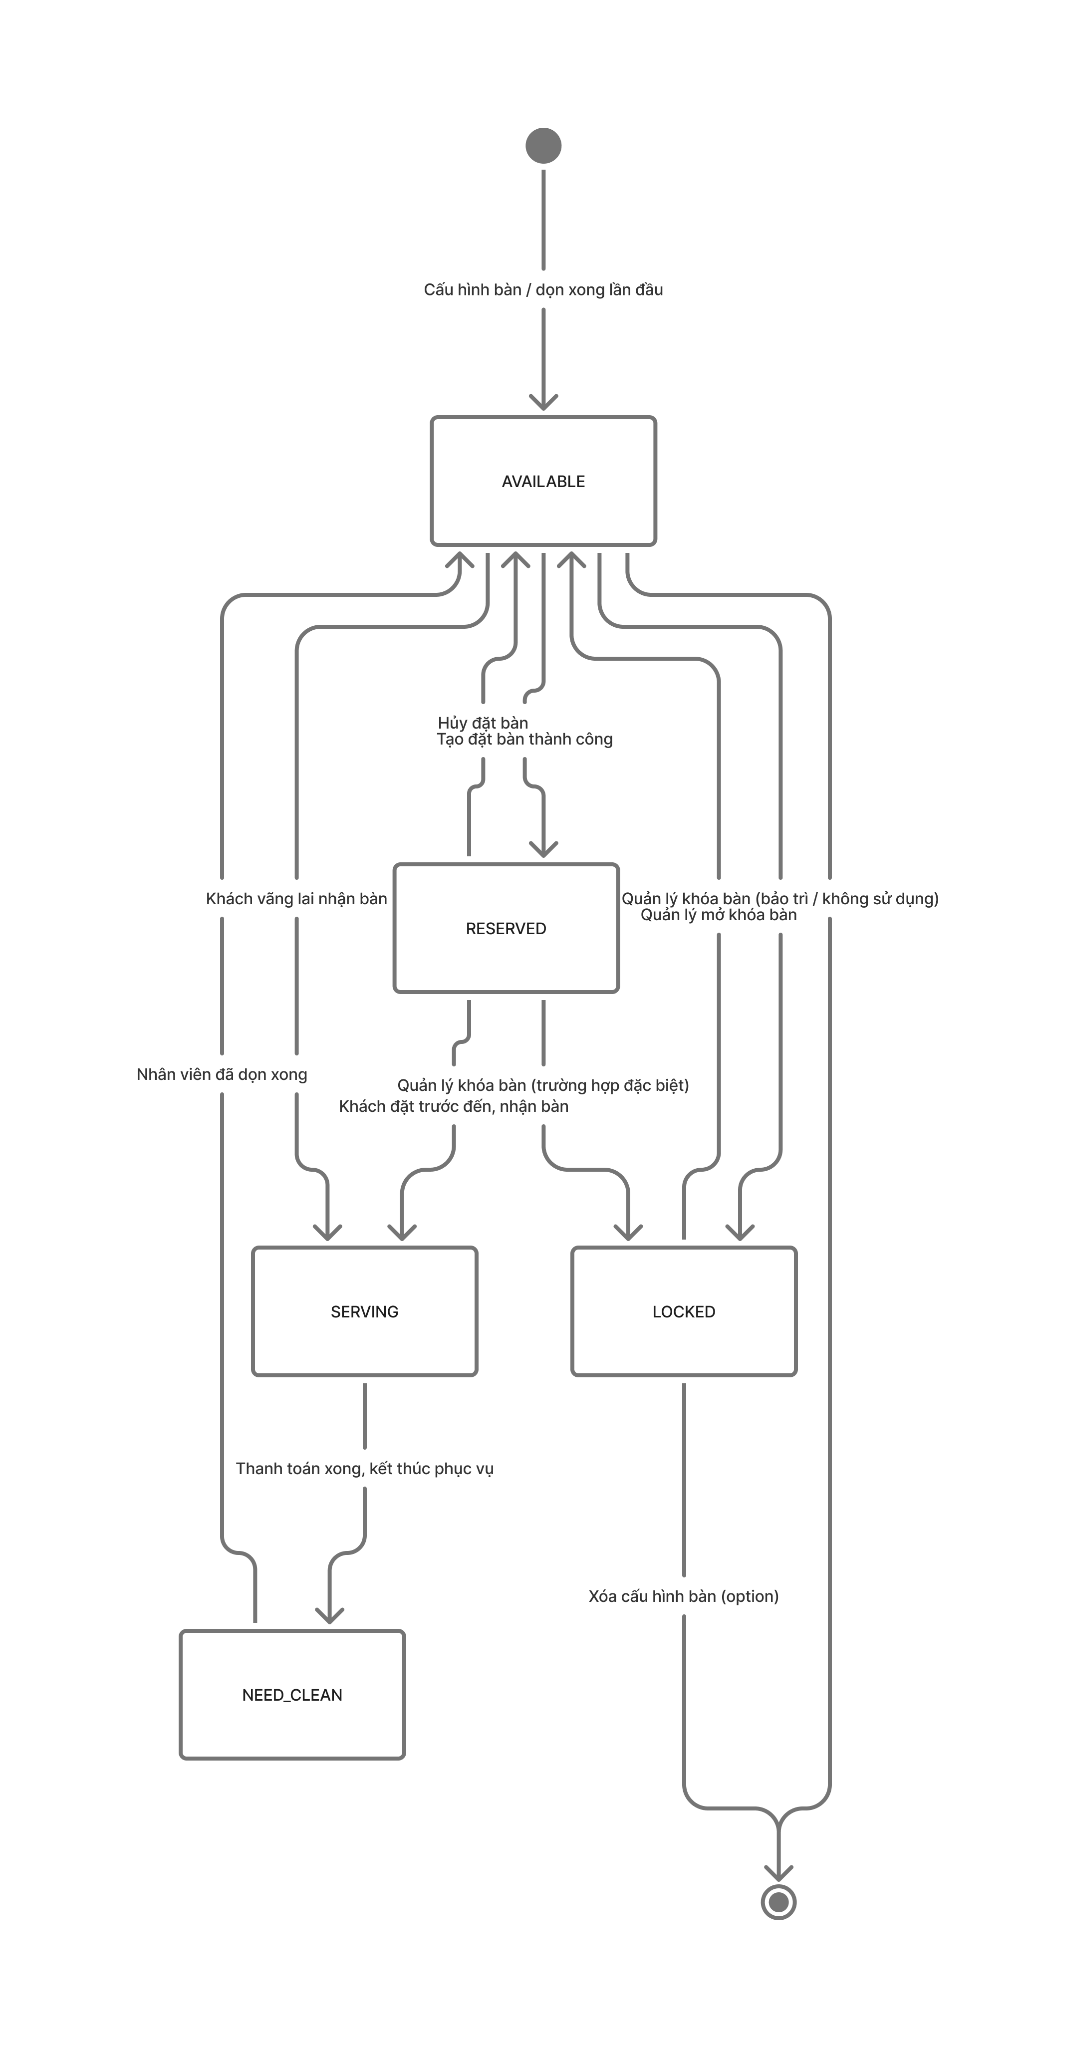 Cấu hình bàn / dọn xong lần đầu
AVAILABLE
Hủy đặt bàn
Tạo đặt bàn thành công
Khách vãng lai nhận bàn
RESERVED
Quản lý khóa bàn (bảo trì / không sử dụng)
Quản lý mở khóa bàn
Nhân viên đã dọn xong
Quản lý khóa bàn (trường hợp đặc biệt)
Khách đặt trước đến, nhận bàn
SERVING
LOCKED
Thanh toán xong, kết thúc phục vụ
Xóa cấu hình bàn (option)
NEED_CLEAN